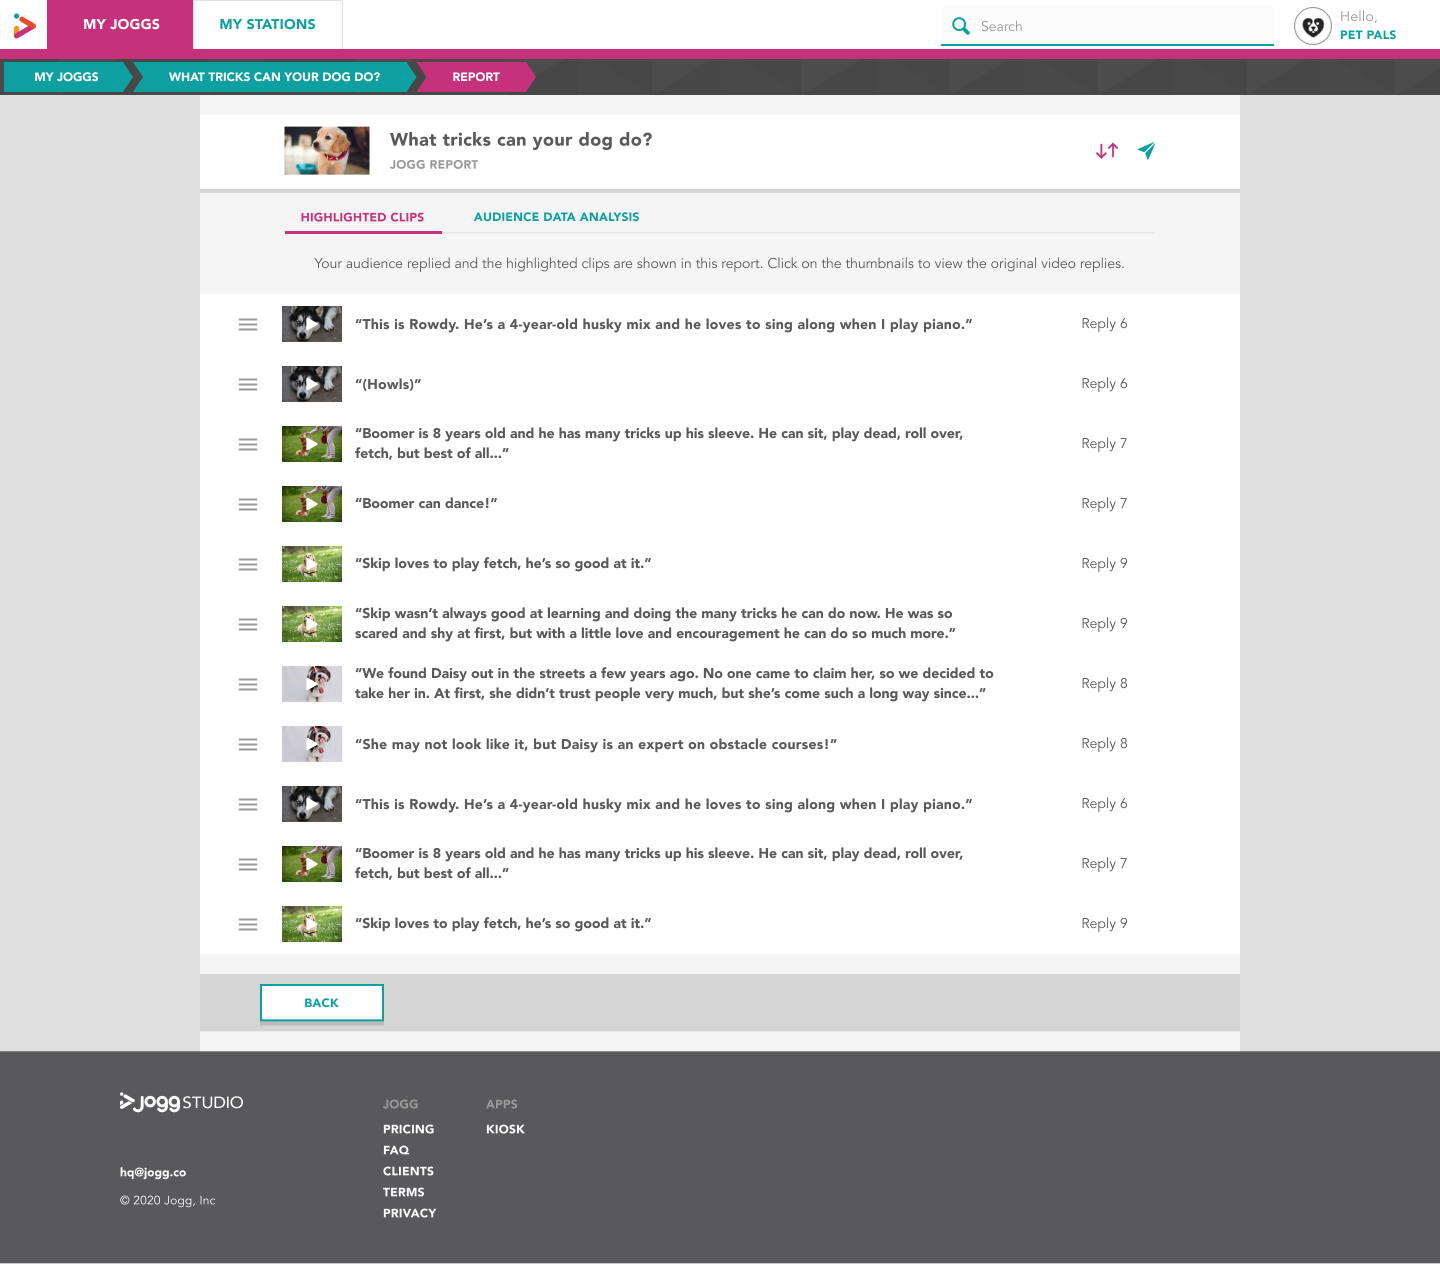 MY JOGGS
MY STATIONS
Search
Hello,
PET PALS
MY JOGGS
WHAT TRICKS CAN YOUR DOG DO?
REPORT
What tricks can your dog do?
JOGG REPORT
HIGHLIGHTED CLIPS
AUDIENCE DATA ANALYSIS
Your audience replied and the highlighted clips are shown in this report. Click on the thumbnails to view the original video replies.
“This is Rowdy. He’s a 4-year-old husky mix and he loves to sing along when I play piano.”
Reply 6
“(Howls)”
Reply 6
“Boomer is 8 years old and he has many tricks up his sleeve. He can sit, play dead, roll over,
fetch, but best of all...”
Reply 7
“Boomer can dance!”
Reply 7
“Skip loves to play fetch, he’s so good at it.”
Reply 9
“Skip wasn’t always good at learning and doing the many tricks he can do now. He was so
scared and shy at first, but with a little love and encouragement he can do so much more.”
Reply 9
“We found Daisy out in the streets a few years ago. No one came to claim her, so we decided to
take her in. At first, she didn’t trust people very much, but she’s come such a long way since...”
Reply 8
“She may not look like it, but Daisy is an expert on obstacle courses!”
Reply 8
“This is Rowdy. He’s a 4-year-old husky mix and he loves to sing along when I play piano.”
Reply 6
“Boomer is 8 years old and he has many tricks up his sleeve. He can sit, play dead, roll over,
fetch, but best of all...”
Reply 7
“Skip loves to play fetch, he’s so good at it.”
Reply 9
BACK
Jogg STUDIO
hq@jogg.co
© 2020 Jogg, Inc
JOGG
PRICING
FAQ
CLIENTS
TERMS
PRIVACY
APPS
KIOSK